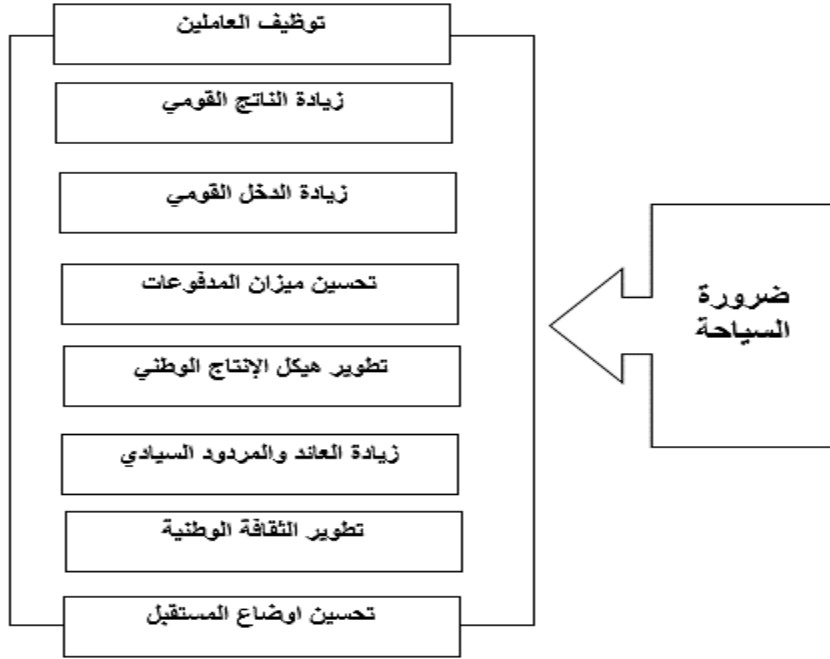 ضرورة
السياحة
توظيف العاملين
زيادة الناتج القومي
زيادة الدخل القومي
تحسين ميزان المدفوعات
تطوير هيكل الإنتاج الوطني
زيادة العائد والمردود السيادي
تطوير الثقافة الوطنية
تحسين اوضاع المستقبل